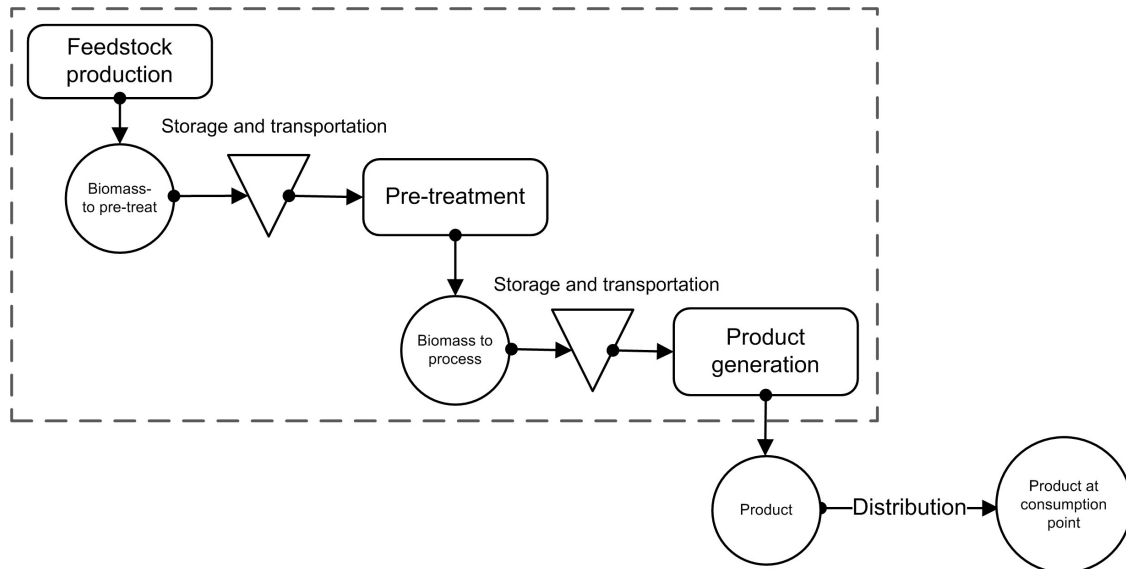 Feedstock
production
Storage and transportation
Biomass-
to pre-treat
Pre-treatment
Storage and transportation
Biomass to
process
Product
generation
Product
Distribution
Product at
consumption
point